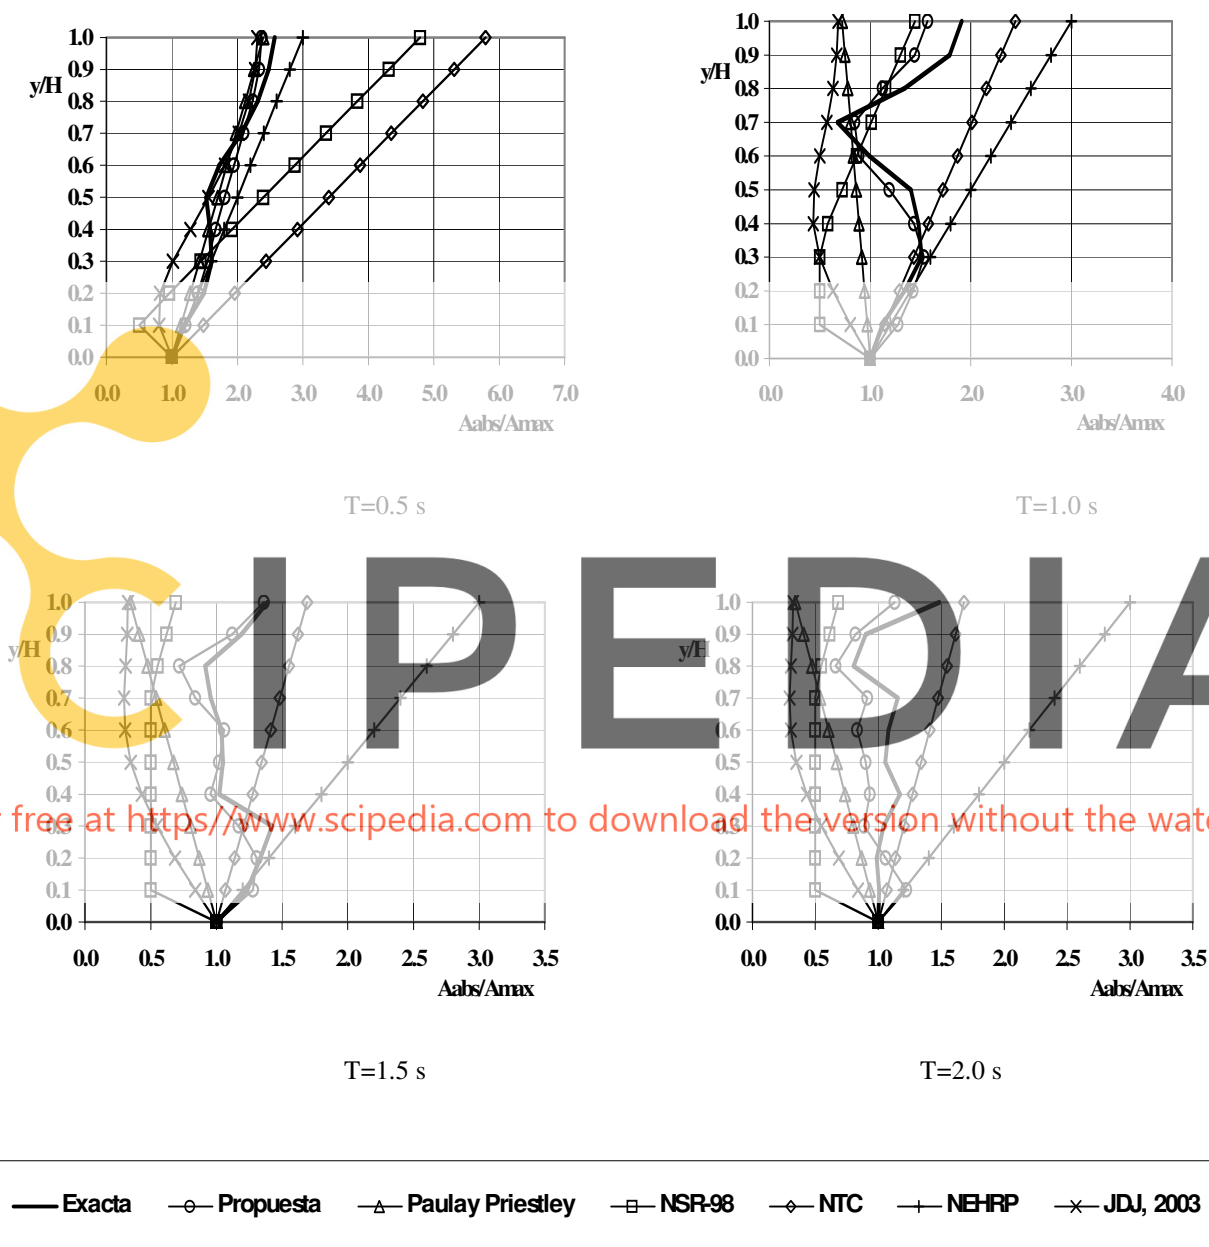 1.0 1.0
0.9 0.9
y/H y/H
0.8 0.8
0.7 0.7
0.6 0.6
0.5 0.5
0.4 0.4
0.3 0.3
0.2 0.2
0.1 0.1
0.0 0.0
0.0 1.0 2.0 3.0 4.0 5.0 6.0 7.0 0.0 1.0 2.0 3.0 4.0
Aabs/Amax Aabs/Amax
T=0.5 s T=1.0 s
CIPEDIA
1.0 1.0
0.9 0.9
y/H y/H
0.8 0.8
0.7 0.7
0.6 0.6
0.5 0.5
0.4 0.4
free at https//www.scipedia.com to download the version without the
0.3 0.3
0.2 0.2
0.1 0.1
0.0 0.0
0.0 0.5 1.0 1.5 2.0 2.5 3.0 3.5 0.0 0.5 1.0 1.5 2.0 2.5 3.0 3.5
Aabs/Amax Aabs/Amax
T=1.5 s T=2.0 s
Exacta Propuesta Paulay Priestley NSR-98 NTC NEHRP JDJ, 2003